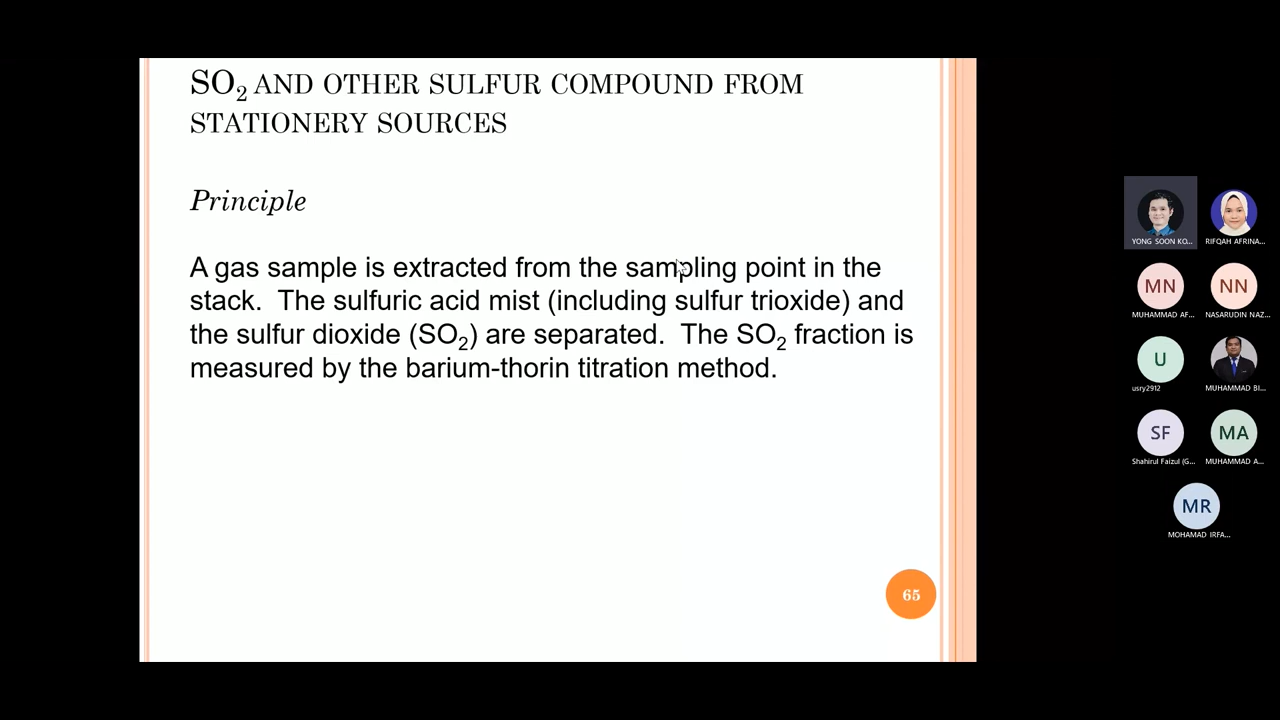 SO₂ AND OTHER SULFUR COMPOUND FROM
STATIONERY SOURCES
Principle
A gas sample is extracted from the sampling point in the
stack. The sulfuric acid mist (including sulfur trioxide) and
the sulfur dioxide (SO₂) are separated. The SO₂ fraction is
measured by the barium-thorin titration method.
65
YONG SOON KO...
RIFQAH AFRINA...
MN
NN
MUHAMMAD AF...
NASARUDIN NAZ...
U
usry2912
MUHAMMAD BI...
SF
MA
Shahirul Faizul (G...
MUHAMMAD A...
MR
MOHAMAD IRFA...